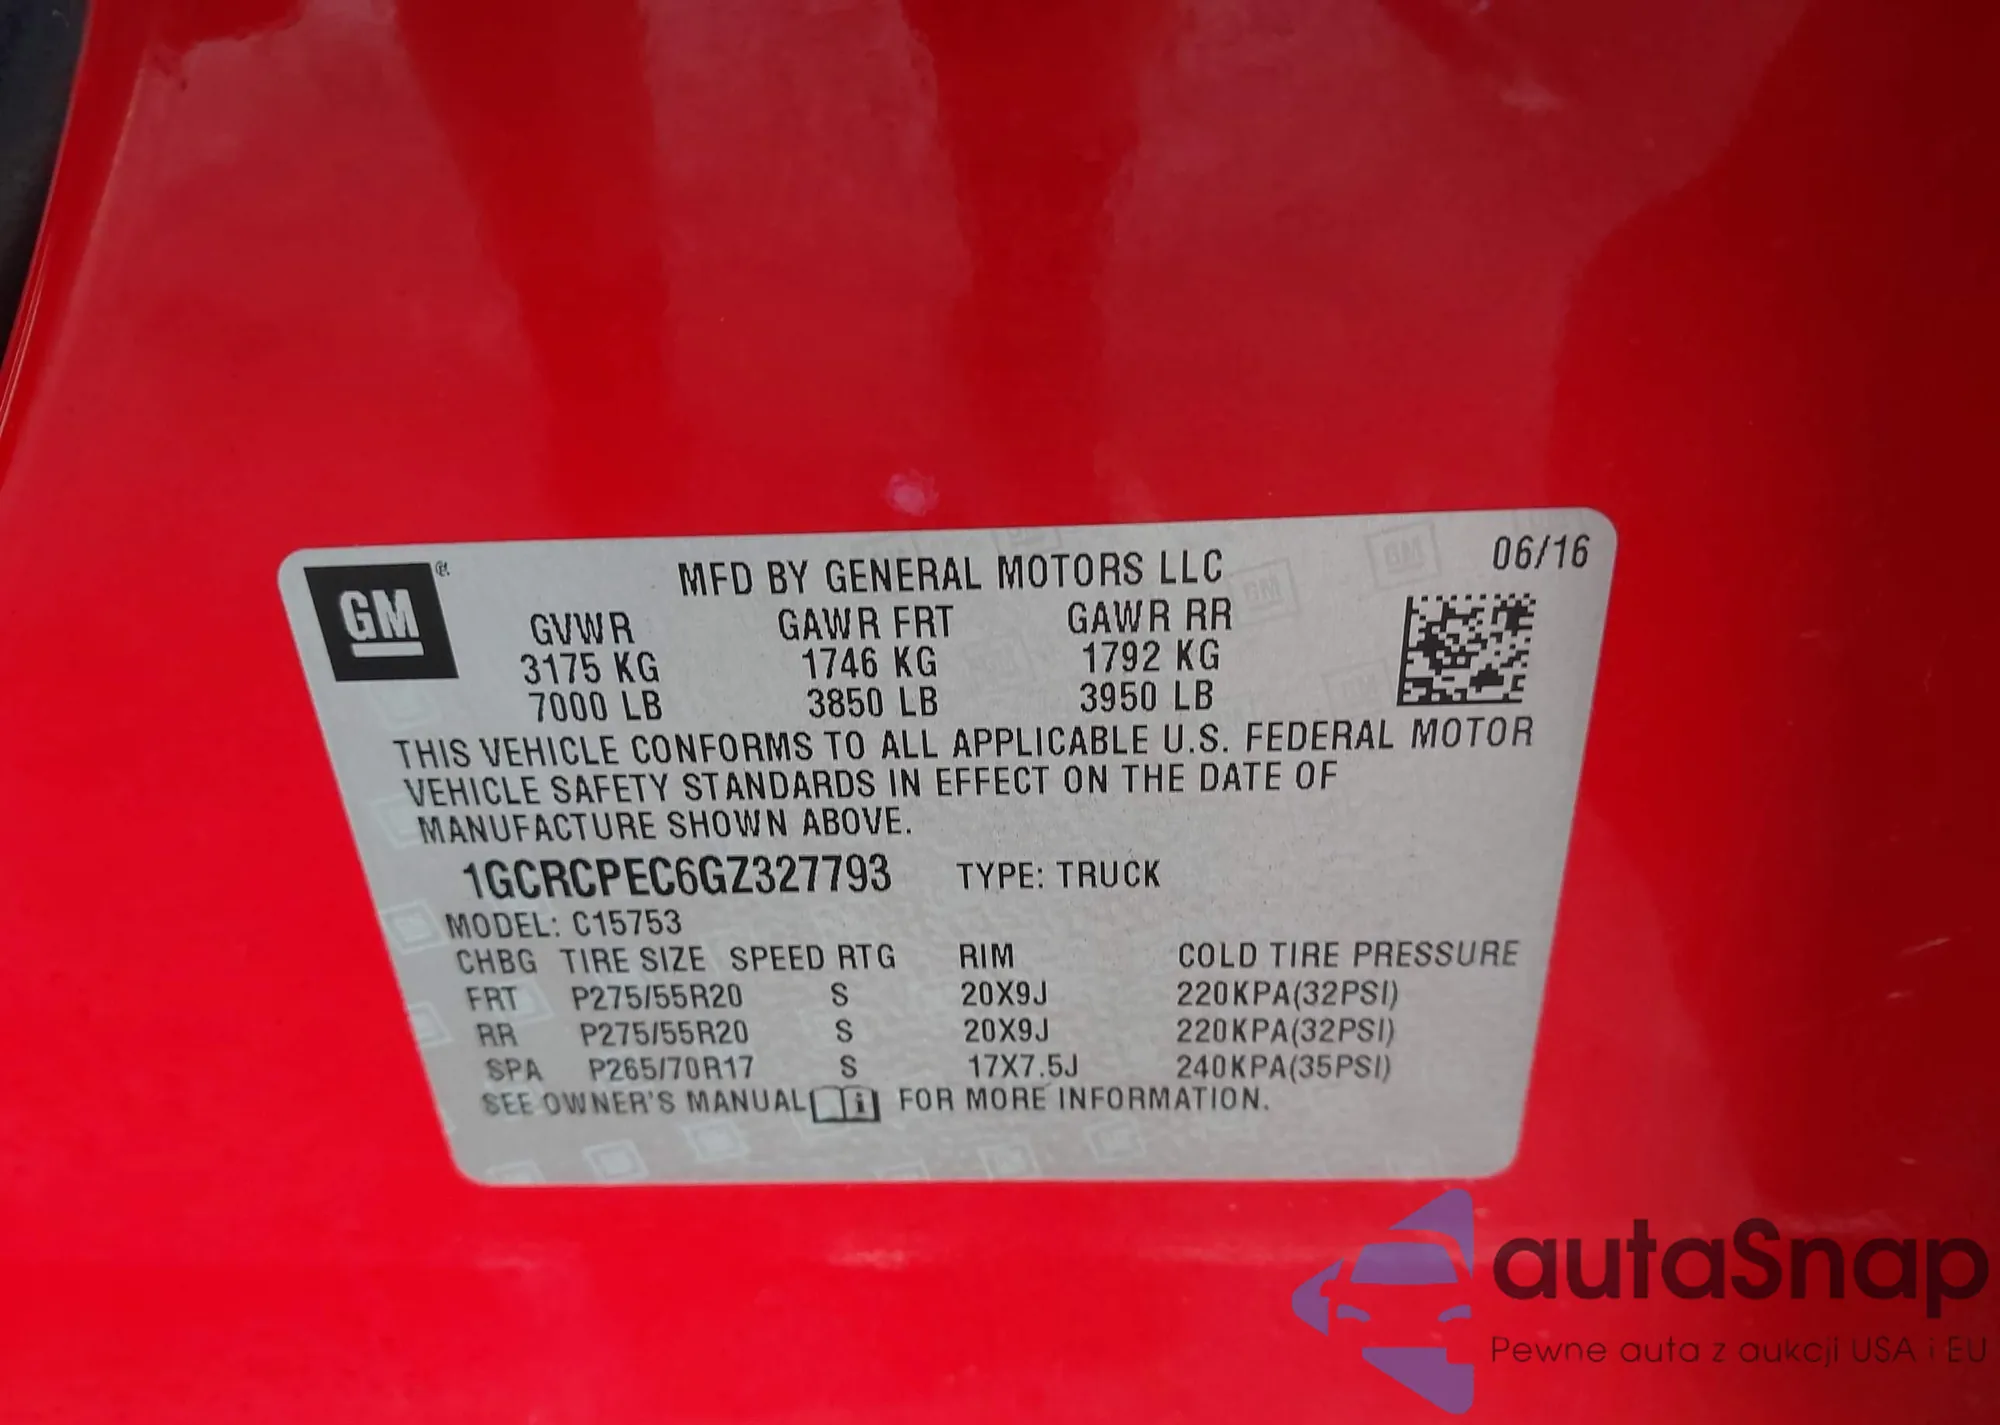 GM®
MFD BY GENERAL MOTORS LLC
06/16
GVWR GAWR FRT GAWR RR
3175 KG 1746 KG 1792 KG
7000 LB 3850 LB 3950 LB
THIS VEHICLE CONFORMS TO ALL APPLICABLE U.S. FEDERAL MOTOR
VEHICLE SAFETY STANDARDS IN EFFECT ON THE DATE OF
MANUFACTURE SHOWN ABOVE.
1GCRCPEC6GZ327793 TYPE: TRUCK
MODEL: C15753
CHBG TIRE SIZE SPEED RTG RIM COLD TIRE PRESSURE
FRT P275/55R20 S 20X9J 220KPA(32PSI)
RR P275/55R20 S 20X9J 220KPA(32PSI)
SPA P265/70R17 S 17X7.5J 240KPA(35PSI)
SEE OWNER'S MANUAL i FOR MORE INFORMATION.
autaSnap
Pewne auta z aukcji USA i EU